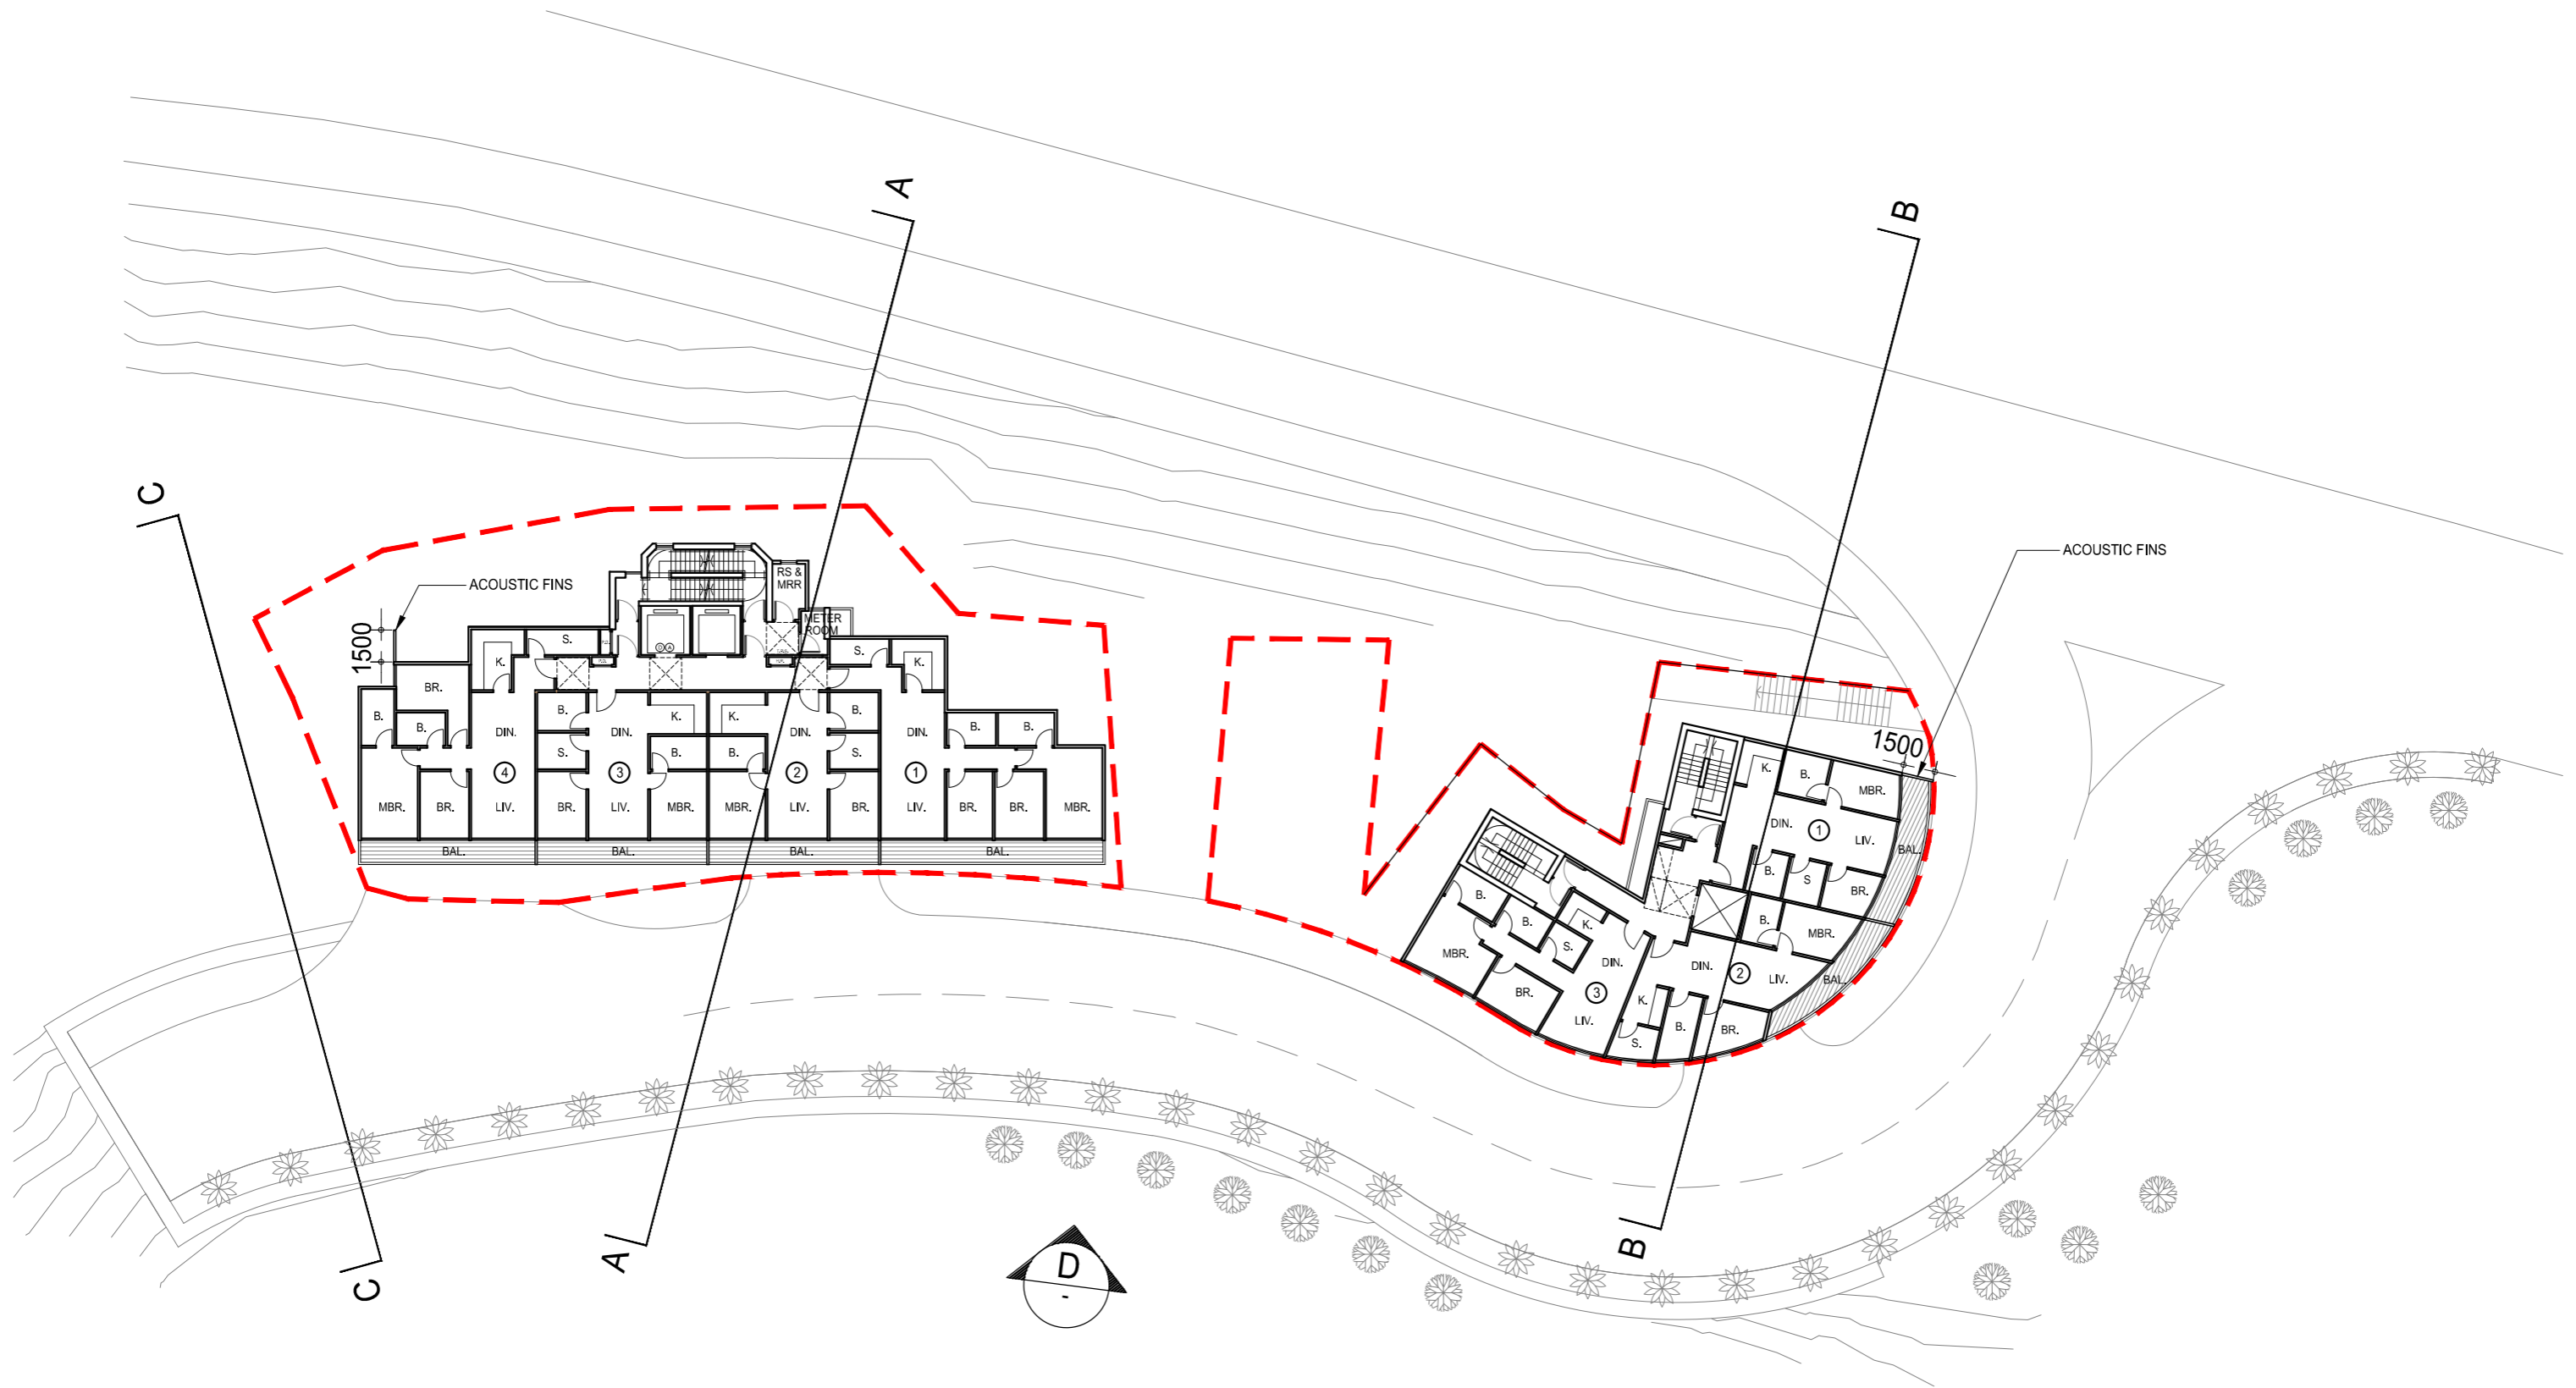 A
B
C
ACOUSTIC FINS
1500
RS &
MRR
METER
ROOM
S.
K.
BR.
B.
B.
DIN.
4
MBR.
BR.
LIV.
BAL.
B.
S.
BR.
DIN.
3
LIV.
K.
B.
MBR.
BAL.
K.
B.
MBR.
DIN.
2
LIV.
B.
S.
BR.
BAL.
S.
K.
DIN.
1
LIV.
B.
B.
BR.
BR.
MBR.
BAL.
ACOUSTIC FINS
1500
K.
B.
MBR.
DIN.
1
LIV.
BAL.
B.
S
BR.
B.
MBR.
DIN.
2
LIV.
BAL.
K.
S.
B.
BR.
B.
B.
K.
S.
MBR.
BR.
DIN.
3
LIV.
C
A
B
D
-